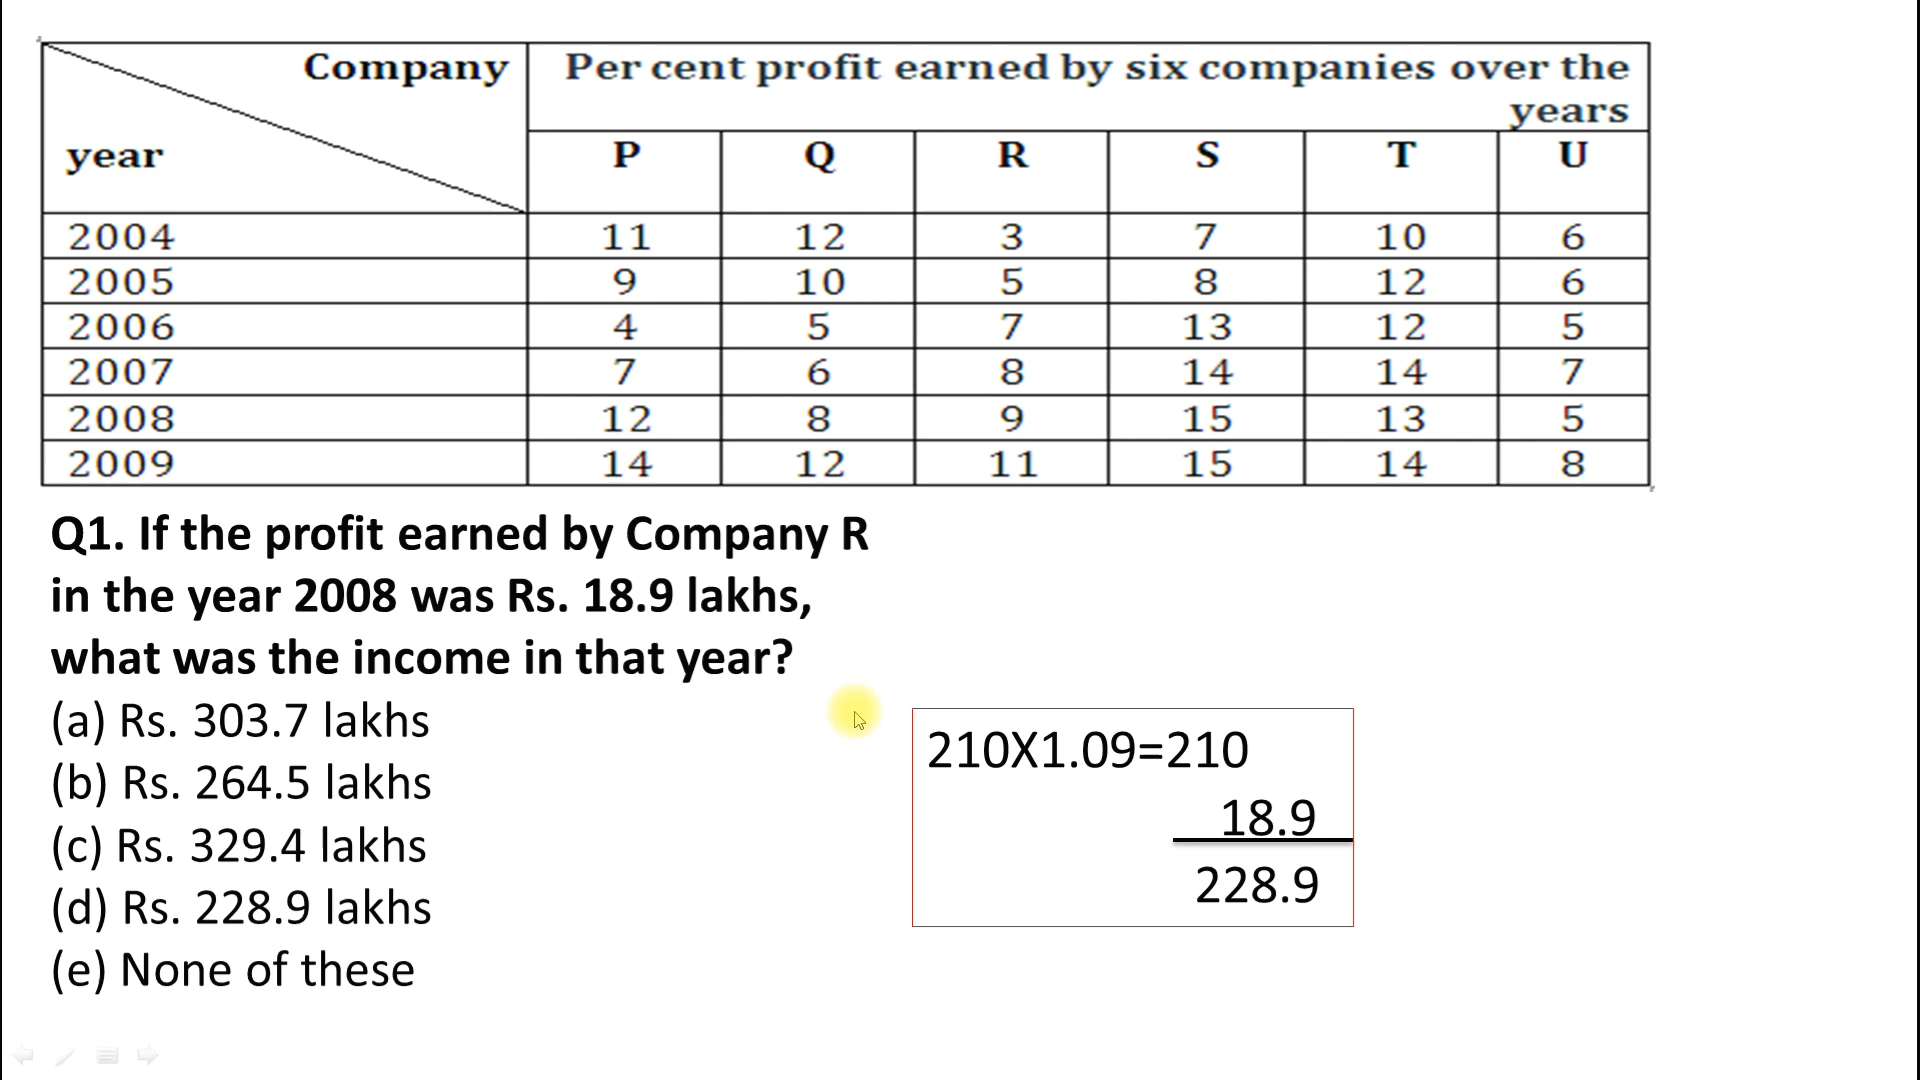 Company
year
Per cent profit earned by six companies over the
years
P Q R S T U
2004 11 12 3 7 10 6
2005 9 10 5 8 12 6
2006 4 5 7 13 12 5
2007 7 6 8 14 14 7
2008 12 8 9 15 13 5
2009 14 12 11 15 14 8
Q1. If the profit earned by Company R
in the year 2008 was Rs. 18.9 lakhs,
what was the income in that year?
(a) Rs. 303.7 lakhs
(b) Rs. 264.5 lakhs
(c) Rs. 329.4 lakhs
(d) Rs. 228.9 lakhs
(e) None of these
210X1.09=210
18.9
228.9